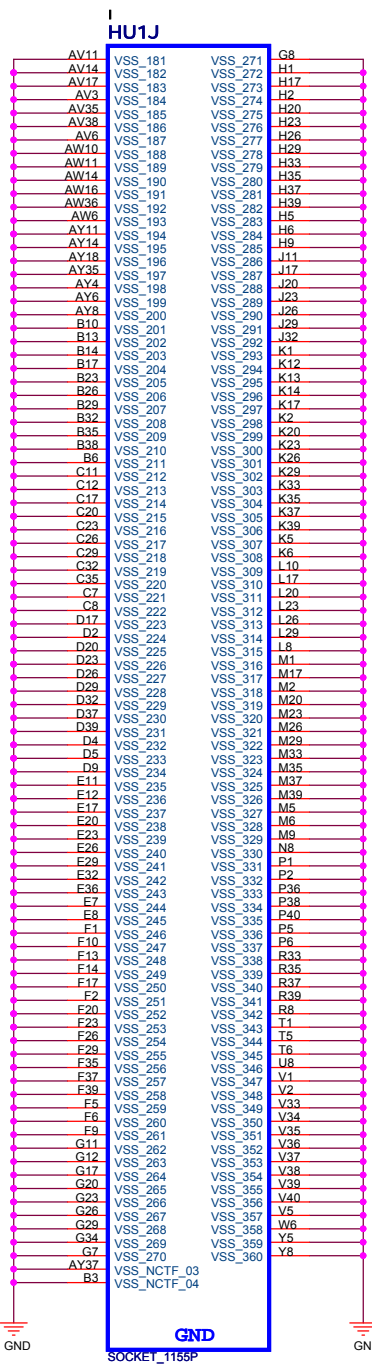 HU1J
AV11 VSS_181 VSS_271 G8
AV14 VSS_182 VSS_272 H1
AV17 VSS_183 VSS_273 H17
AV3 VSS_184 VSS_274 H2
AV35 VSS_185 VSS_275 H20
AV38 VSS_186 VSS_276 H23
AV6 VSS_187 VSS_277 H26
AW10 VSS_188 VSS_278 H29
AW11 VSS_189 VSS_279 H33
AW14 VSS_190 VSS_280 H35
AW16 VSS_191 VSS_281 H37
AW36 VSS_192 VSS_282 H39
AW6 VSS_193 VSS_283 H5
AY11 VSS_194 VSS_284 H6
AY14 VSS_195 VSS_285 H9
AY18 VSS_196 VSS_286 J11
AY35 VSS_197 VSS_287 J17
AY4 VSS_198 VSS_288 J20
AY6 VSS_199 VSS_289 J23
AY8 VSS_200 VSS_290 J26
B10 VSS_201 VSS_291 J29
B13 VSS_202 VSS_292 J32
B14 VSS_203 VSS_293 K1
B17 VSS_204 VSS_294 K12
B23 VSS_205 VSS_295 K13
B26 VSS_206 VSS_296 K14
B29 VSS_207 VSS_297 K17
B32 VSS_208 VSS_298 K2
B35 VSS_209 VSS_299 K20
B38 VSS_210 VSS_300 K23
B6 VSS_211 VSS_301 K26
C11 VSS_212 VSS_302 K29
C12 VSS_213 VSS_303 K33
C17 VSS_214 VSS_304 K35
C20 VSS_215 VSS_305 K37
C23 VSS_216 VSS_306 K39
C26 VSS_217 VSS_307 K5
C29 VSS_218 VSS_308 K6
C32 VSS_219 VSS_309 L10
C35 VSS_220 VSS_310 L17
C7 VSS_221 VSS_311 L20
C8 VSS_222 VSS_312 L23
D17 VSS_223 VSS_313 L26
D2 VSS_224 VSS_314 L29
D20 VSS_225 VSS_315 L8
D23 VSS_226 VSS_316 M1
D26 VSS_227 VSS_317 M17
D29 VSS_228 VSS_318 M2
D32 VSS_229 VSS_319 M20
D37 VSS_230 VSS_320 M23
D39 VSS_231 VSS_321 M26
D4 VSS_232 VSS_322 M29
D5 VSS_233 VSS_323 M33
D9 VSS_234 VSS_324 M35
E11 VSS_235 VSS_325 M37
E12 VSS_236 VSS_326 M39
E17 VSS_237 VSS_327 M5
E20 VSS_238 VSS_328 M6
E23 VSS_239 VSS_329 M9
E26 VSS_240 VSS_330 N8
E29 VSS_241 VSS_331 P1
E32 VSS_242 VSS_332 P2
E36 VSS_243 VSS_333 P36
E7 VSS_244 VSS_334 P38
E8 VSS_245 VSS_335 P40
F1 VSS_246 VSS_336 P5
F10 VSS_247 VSS_337 P6
F13 VSS_248 VSS_338 R33
F14 VSS_249 VSS_339 R35
F17 VSS_250 VSS_340 R37
F2 VSS_251 VSS_341 R39
F20 VSS_252 VSS_342 R8
F23 VSS_253 VSS_343 T1
F26 VSS_254 VSS_344 T5
F29 VSS_255 VSS_345 T6
F35 VSS_256 VSS_346 U8
F37 VSS_257 VSS_347 V1
F39 VSS_258 VSS_348 V2
F5 VSS_259 VSS_349 V33
F6 VSS_260 VSS_350 V34
F9 VSS_261 VSS_351 V35
G11 VSS_262 VSS_352 V36
G12 VSS_263 VSS_353 V37
G17 VSS_264 VSS_354 V38
G20 VSS_265 VSS_355 V39
G23 VSS_266 VSS_356 V40
G26 VSS_267 VSS_357 V5
G29 VSS_268 VSS_358 W6
G34 VSS_269 VSS_359 Y5
G7 VSS_270 VSS_360 Y8
AY37 VSS_NCTF_03
B3 VSS_NCTF_04
GND
GND
GN
SOCKET_1155P